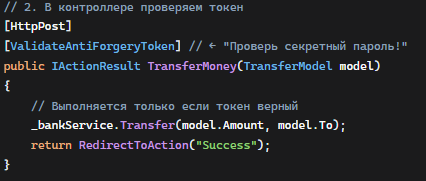 // 2. В контроллере проверяем токен
[HttpPost]
[ValidateAntiForgeryToken] // ← "Проверь секретный пароль!"
public IActionResult TransferMoney(TransferModel model)
{
    // Выполняется только если токен верный
    _bankService.Transfer(model.Amount, model.To);
    return RedirectToAction("Success");
}